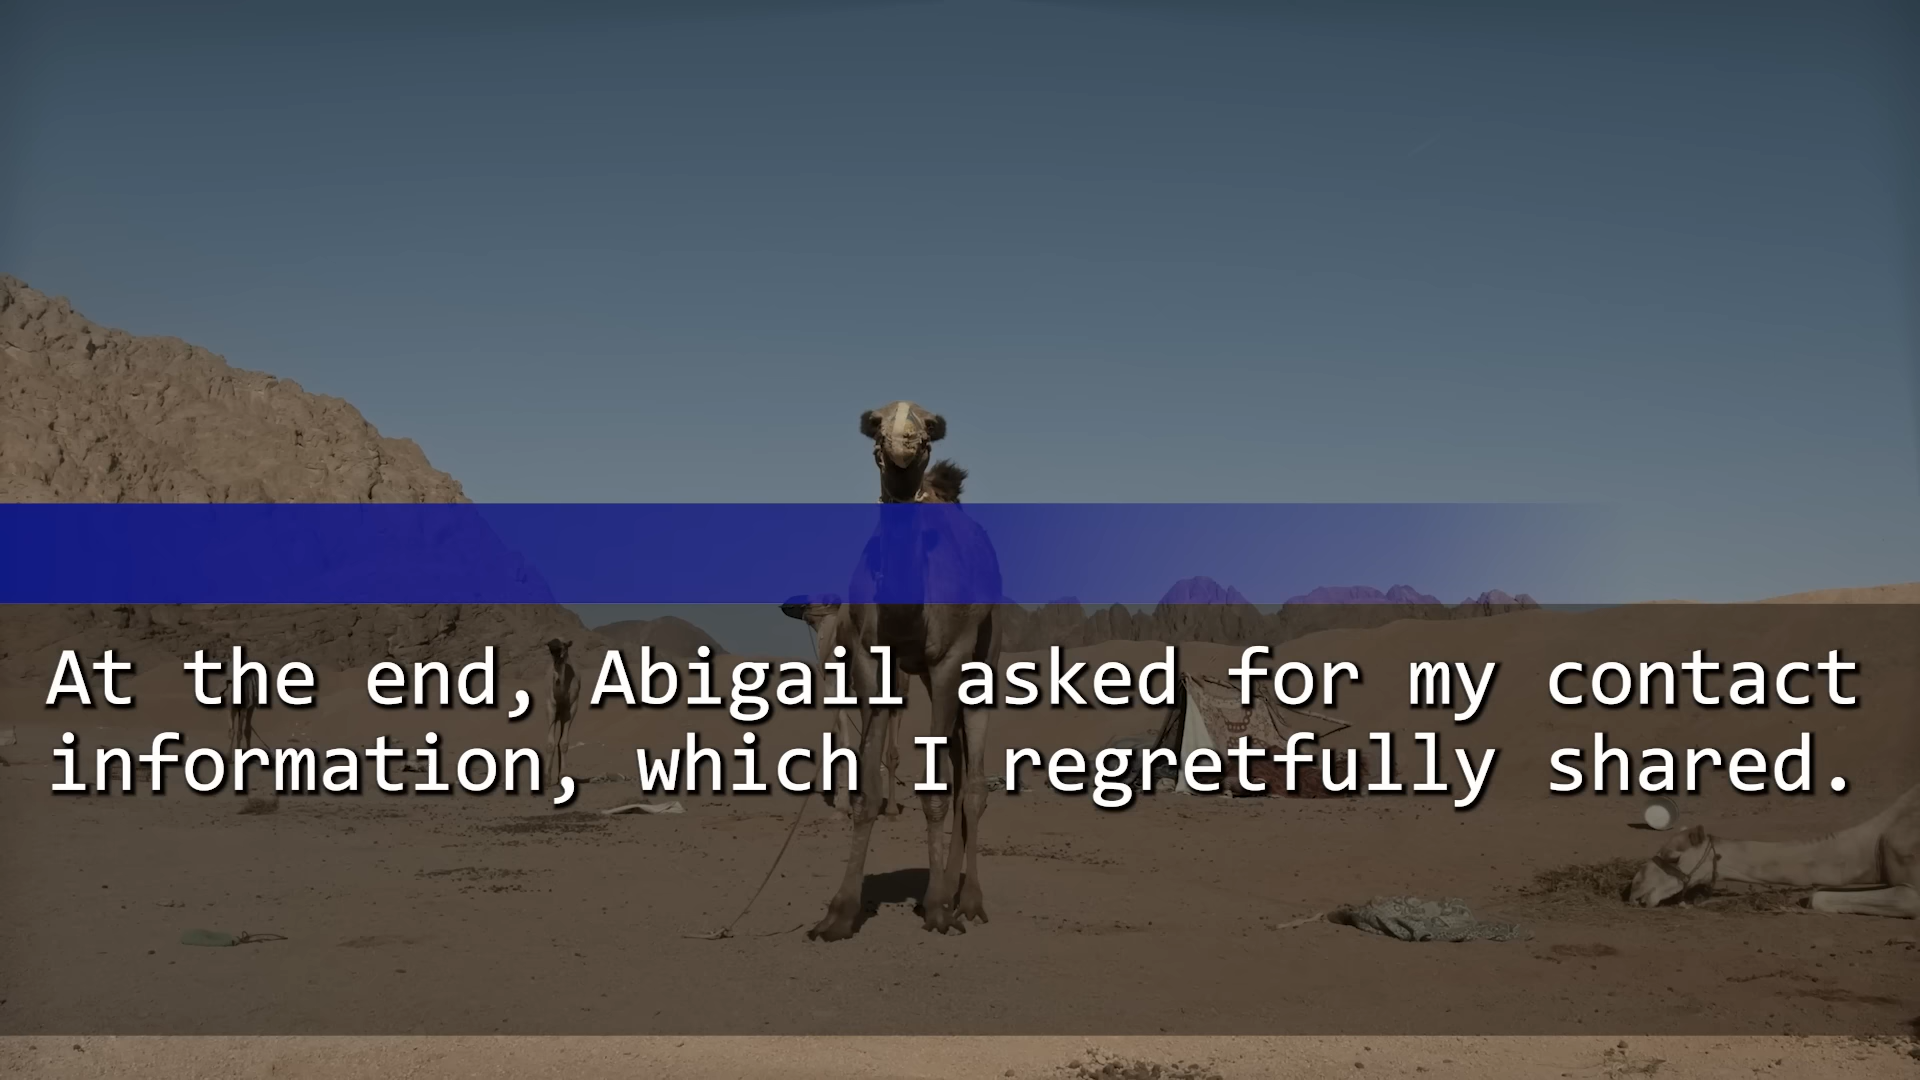 At the end, Abigail asked for my contact
information, which I regretfully shared.